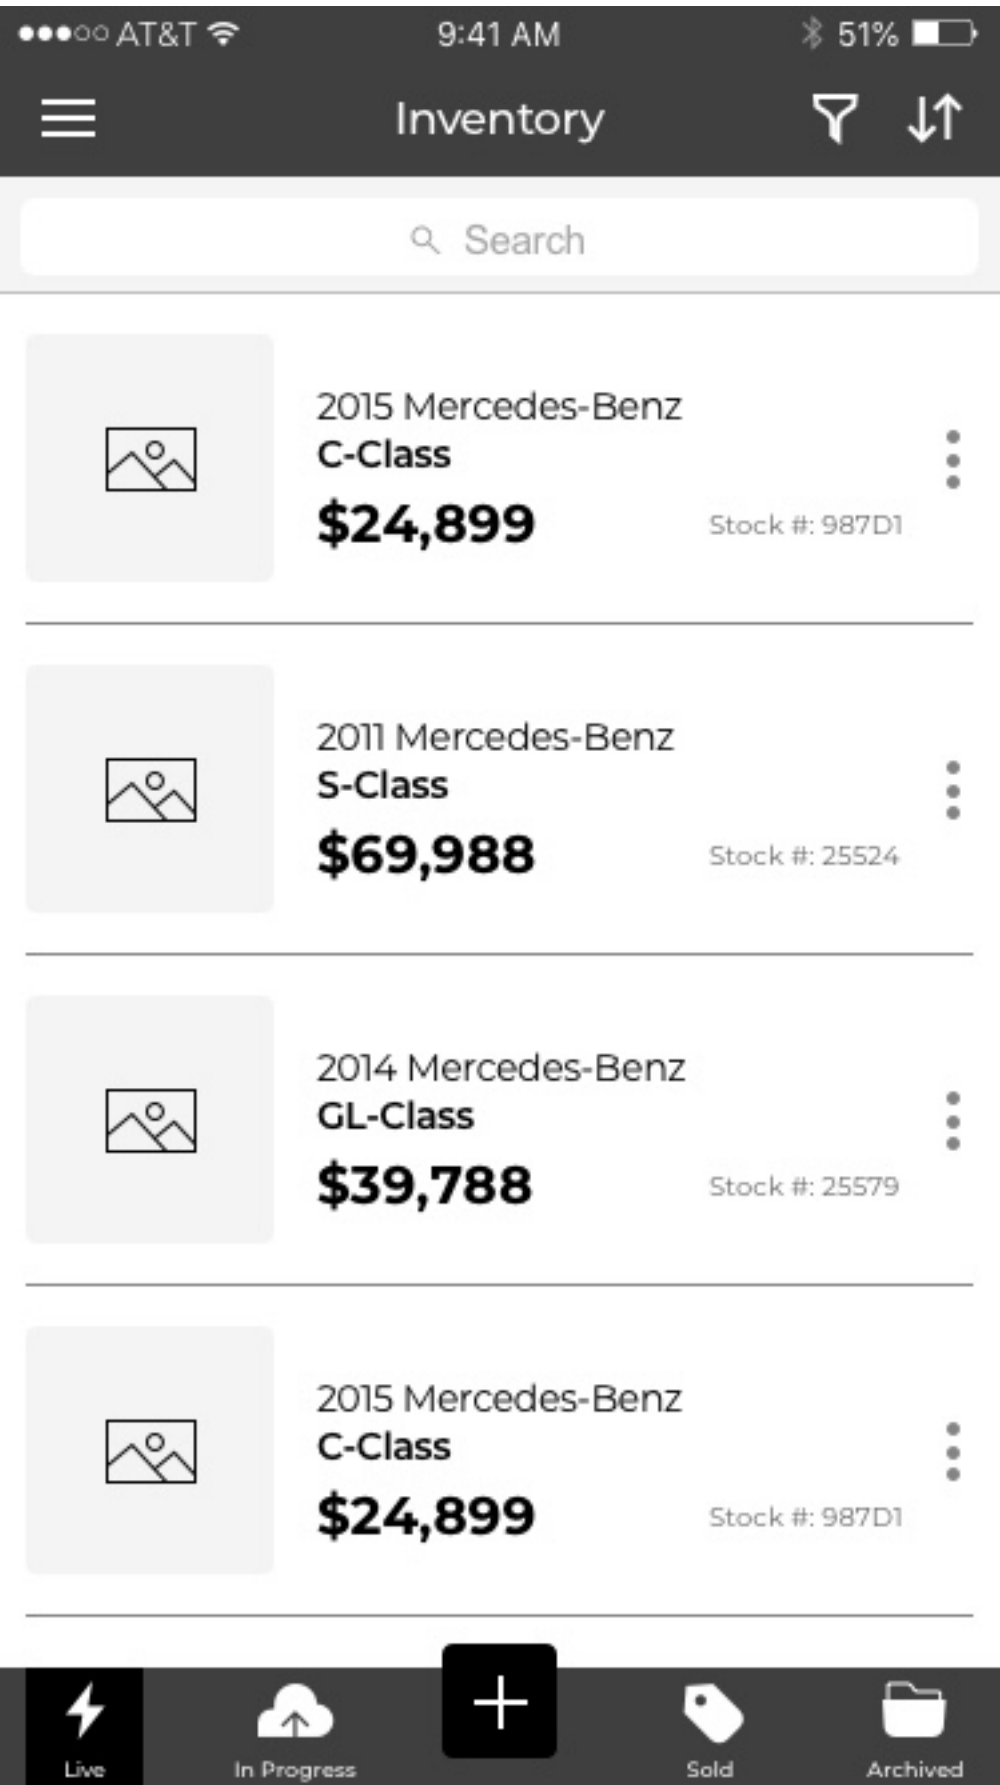 AT&T 9:41 AM 51%
Inventory
Search
2015 Mercedes-Benz
C-Class
$24,899 Stock #: 987D1
2011 Mercedes-Benz
S-Class
$69,988 Stock #: 25524
2014 Mercedes-Benz
GL-Class
$39,788 Stock #: 25579
2015 Mercedes-Benz
C-Class
$24,899 Stock #: 987D1
Live In Progress Sold Archived